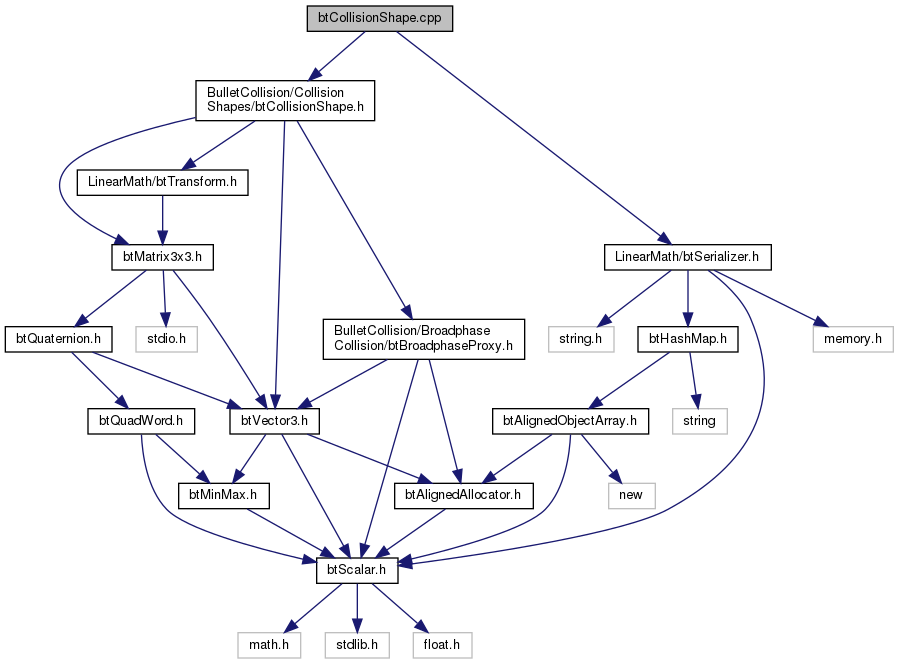 btCollisionShape.cpp
BulletCollision/Collision
Shapes/btCollisionShape.h
LinearMath/btTransform.h
btMatrix3x3.h
LinearMath/btSerializer.h
btQuaternion.h
stdio.h
BulletCollision/Broadphase
Collision/btBroadphaseProxy.h
string.h
btHashMap.h
memory.h
btQuadWord.h
btVector3.h
btAlignedObjectArray.h
string
btMinMax.h
btAlignedAllocator.h
new
btScalar.h
math.h
stdlib.h
float.h